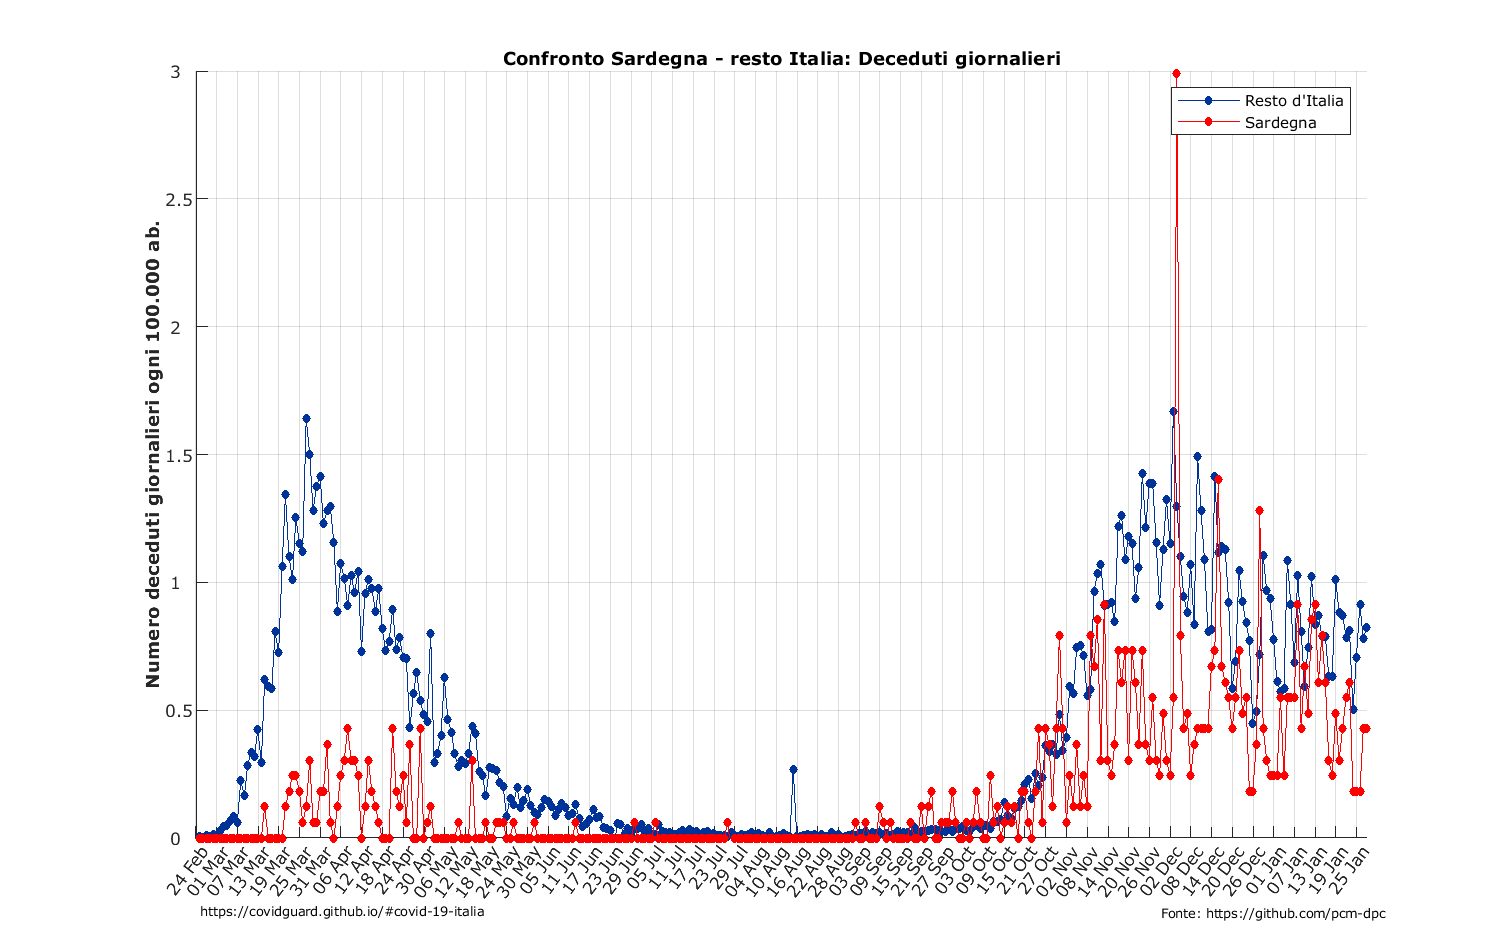 Confronto Sardegna - resto Italia: Deceduti giornalieri
Numero deceduti giornalieri ogni 100.000 ab.
3
2.5
2
1.5
1
0.5
0
Resto d'Italia
Sardegna
24 Feb
01 Mar
07 Mar
13 Mar
19 Mar
25 Mar
31 Mar
06 Apr
12 Apr
18 Apr
24 Apr
30 Apr
06 May
12 May
18 May
24 May
30 May
05 Jun
11 Jun
17 Jun
23 Jun
29 Jun
05 Jul
11 Jul
17 Jul
23 Jul
29 Jul
04 Aug
10 Aug
16 Aug
22 Aug
28 Aug
03 Sep
09 Sep
15 Sep
21 Sep
27 Sep
03 Oct
09 Oct
15 Oct
21 Oct
27 Oct
02 Nov
08 Nov
14 Nov
20 Nov
26 Nov
02 Dec
08 Dec
14 Dec
20 Dec
26 Dec
01 Jan
07 Jan
13 Jan
19 Jan
25 Jan
https://covidguard.github.io/#covid-19-italia
Fonte: https://github.com/pcm-dpc